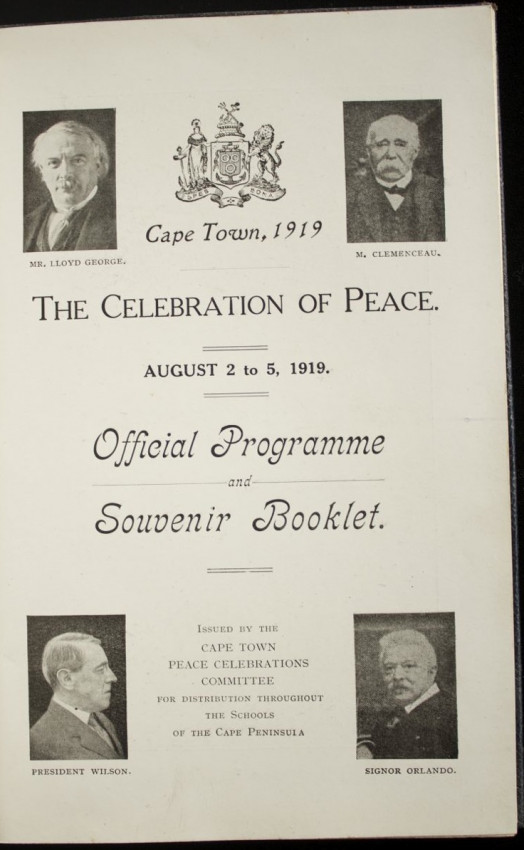 SPES BONA
MR. LLOYD GEORGE.
Cape Town, 1919
M. CLEMENCEAU.
THE CELEBRATION OF PEACE.
AUGUST 2 to 5, 1919.
Official Programme
and
Souvenir Booklet.
ISSUED BY THE
CAPE TOWN
PEACE CELEBRATIONS
COMMITTEE
FOR DISTRIBUTION THROUGHOUT
THE SCHOOLS
OF THE CAPE PENINSULA
PRESIDENT WILSON.
SIGNOR ORLANDO.